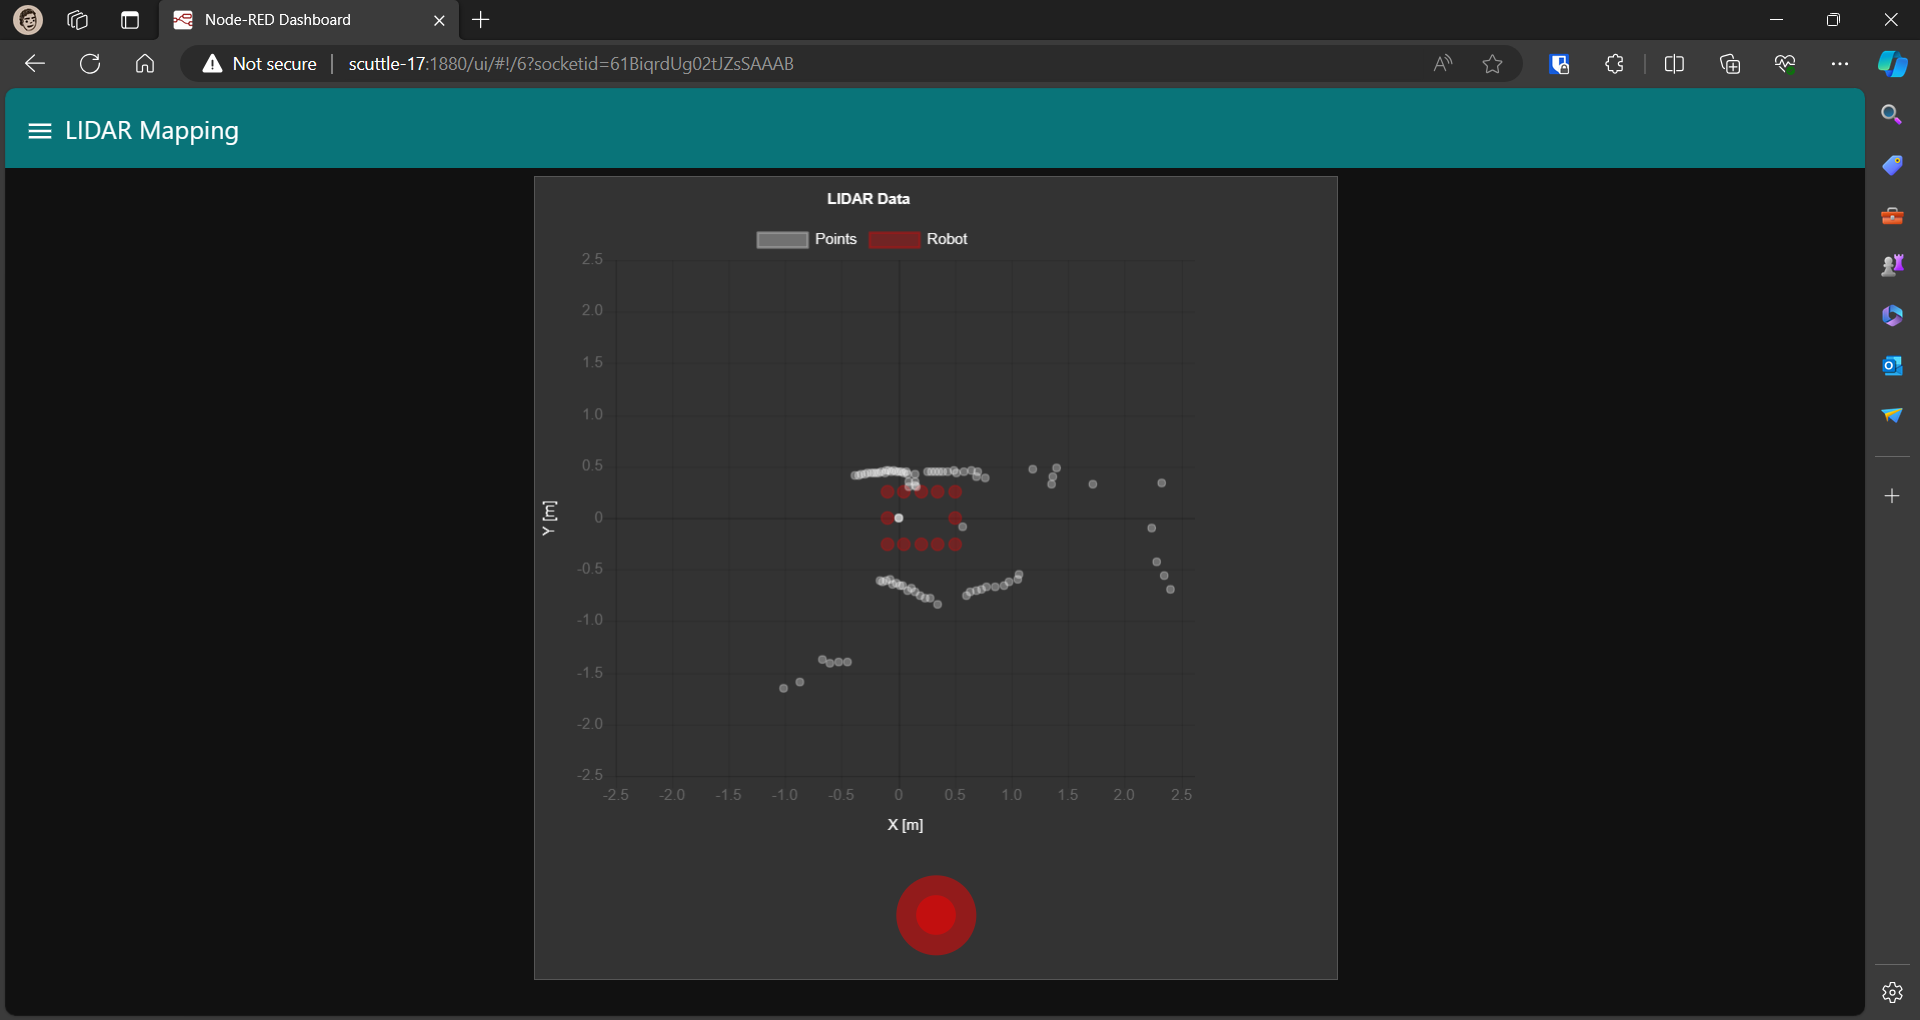 Node-RED Dashboard
Not secure
scuttle-17:1880/ui/#!/6?socketid=61BiqrdUg02tJZsSAAAB
LIDAR Mapping
LIDAR Data
Points
Robot
2.5
2.0
1.5
1.0
0.5
0
-0.5
-1.0
-1.5
-2.0
-2.5
Y [m]
-2.5 -2.0 -1.5 -1.0 -0.5 0 0.5 1.0 1.5 2.0 2.5
X [m]